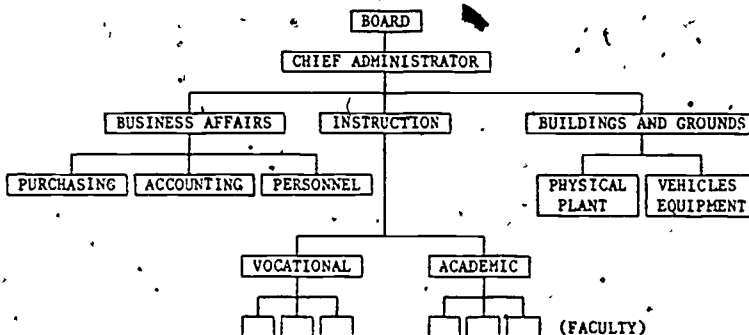 BOARD
CHIEF ADMINISTRATOR
BUSINESS AFFAIRS INSTRUCTION BUILDINGS AND GROUNDS
PURCHASING ACCOUNTING PERSONNEL PHYSICAL PLANT VEHICLES EQUIPMENT
VOCATIONAL ACADEMIC
(FACULTY)